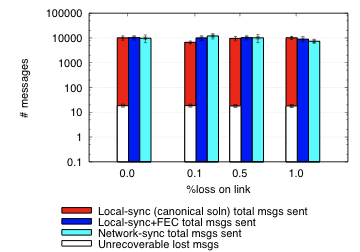 100000
10000
1000
100
10
1
0.1
# messages
0.0 0.1 0.5 1.0
%loss on link
Local-sync (canonical soln) total msgs sent
Local-sync+FEC total msgs sent
Network-sync total msgs sent
Unrecoverable lost msgs